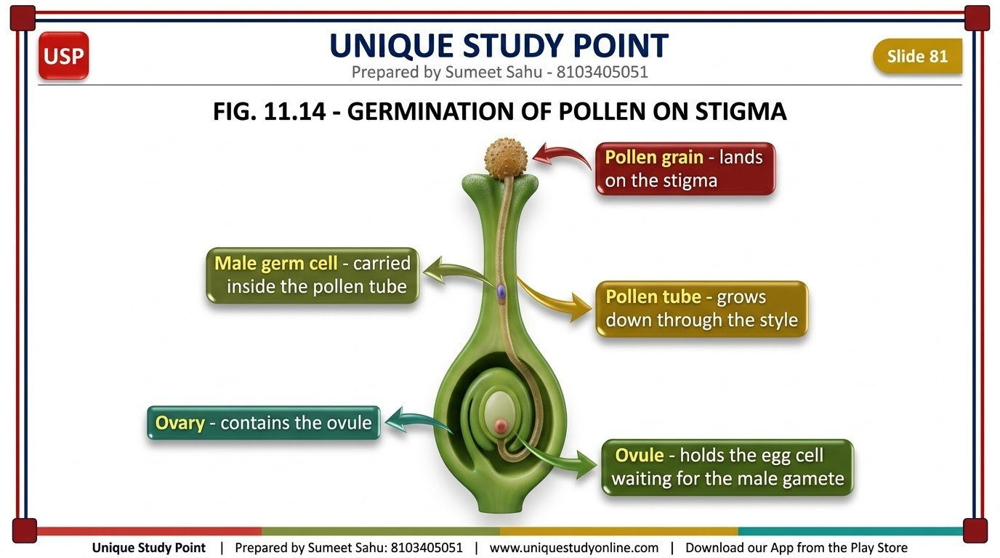 USP
UNIQUE STUDY POINT
Prepared by Sumeet Sahu - 8103405051
Slide 81
FIG. 11.14 - GERMINATION OF POLLEN ON STIGMA
Pollen grain - lands
on the stigma
Male germ cell - carried
inside the pollen tube
Pollen tube - grows
down through the style
Ovary - contains the ovule
Ovule - holds the egg cell
waiting for the male gamete
Unique Study Point | Prepared by Sumeet Sahu: 8103405051 | www.uniquestudyonline.com | Download our App from the Play Store